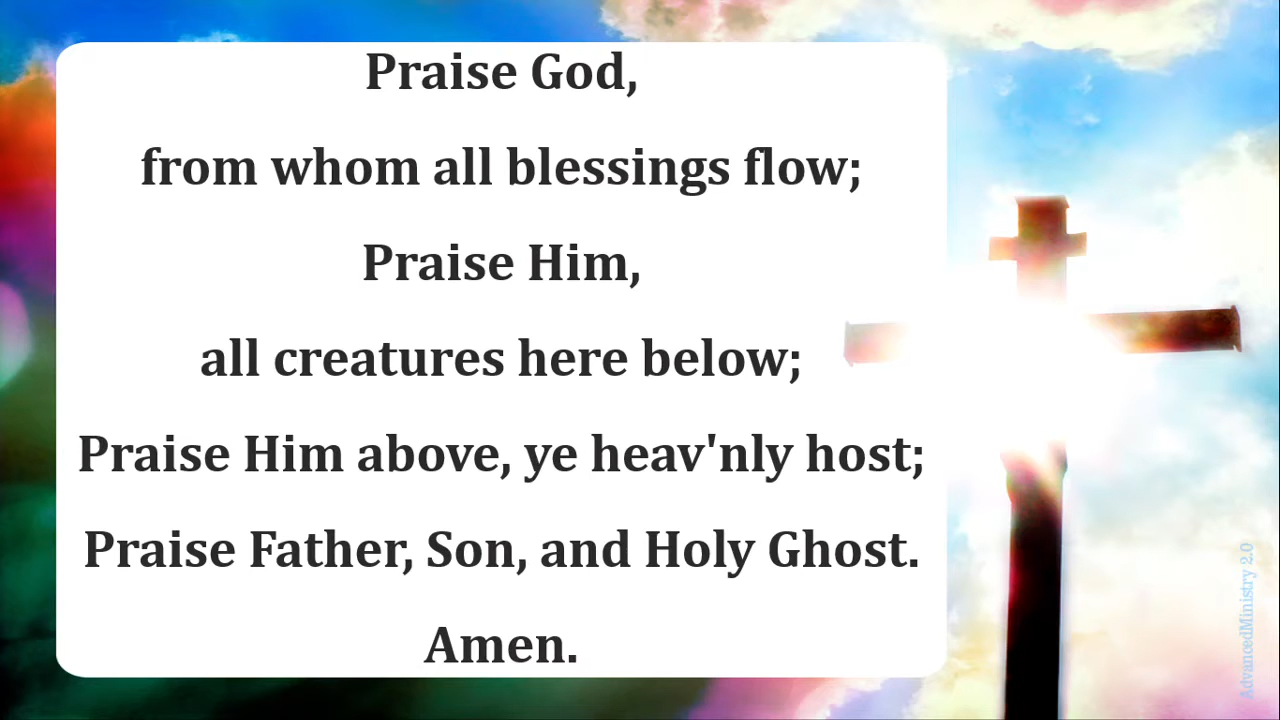 Praise God,
from whom all blessings flow;
Praise Him,
all creatures here below;
Praise Him above, ye heav'nly host;
Praise Father, Son, and Holy Ghost.
Amen.
AdvancedMinistry 2.0